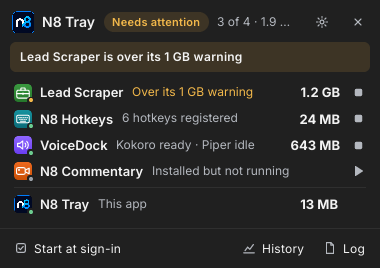 N8 Tray Needs attention 3 of 4 · 1.9 ...
Lead Scraper is over its 1 GB warning
Lead Scraper Over its 1 GB warning 1.2 GB
N8 Hotkeys 6 hotkeys registered 24 MB
VoiceDock Kokoro ready · Piper idle 643 MB
N8 Commentary Installed but not running
N8 Tray This app 13 MB
Start at sign-in History Log